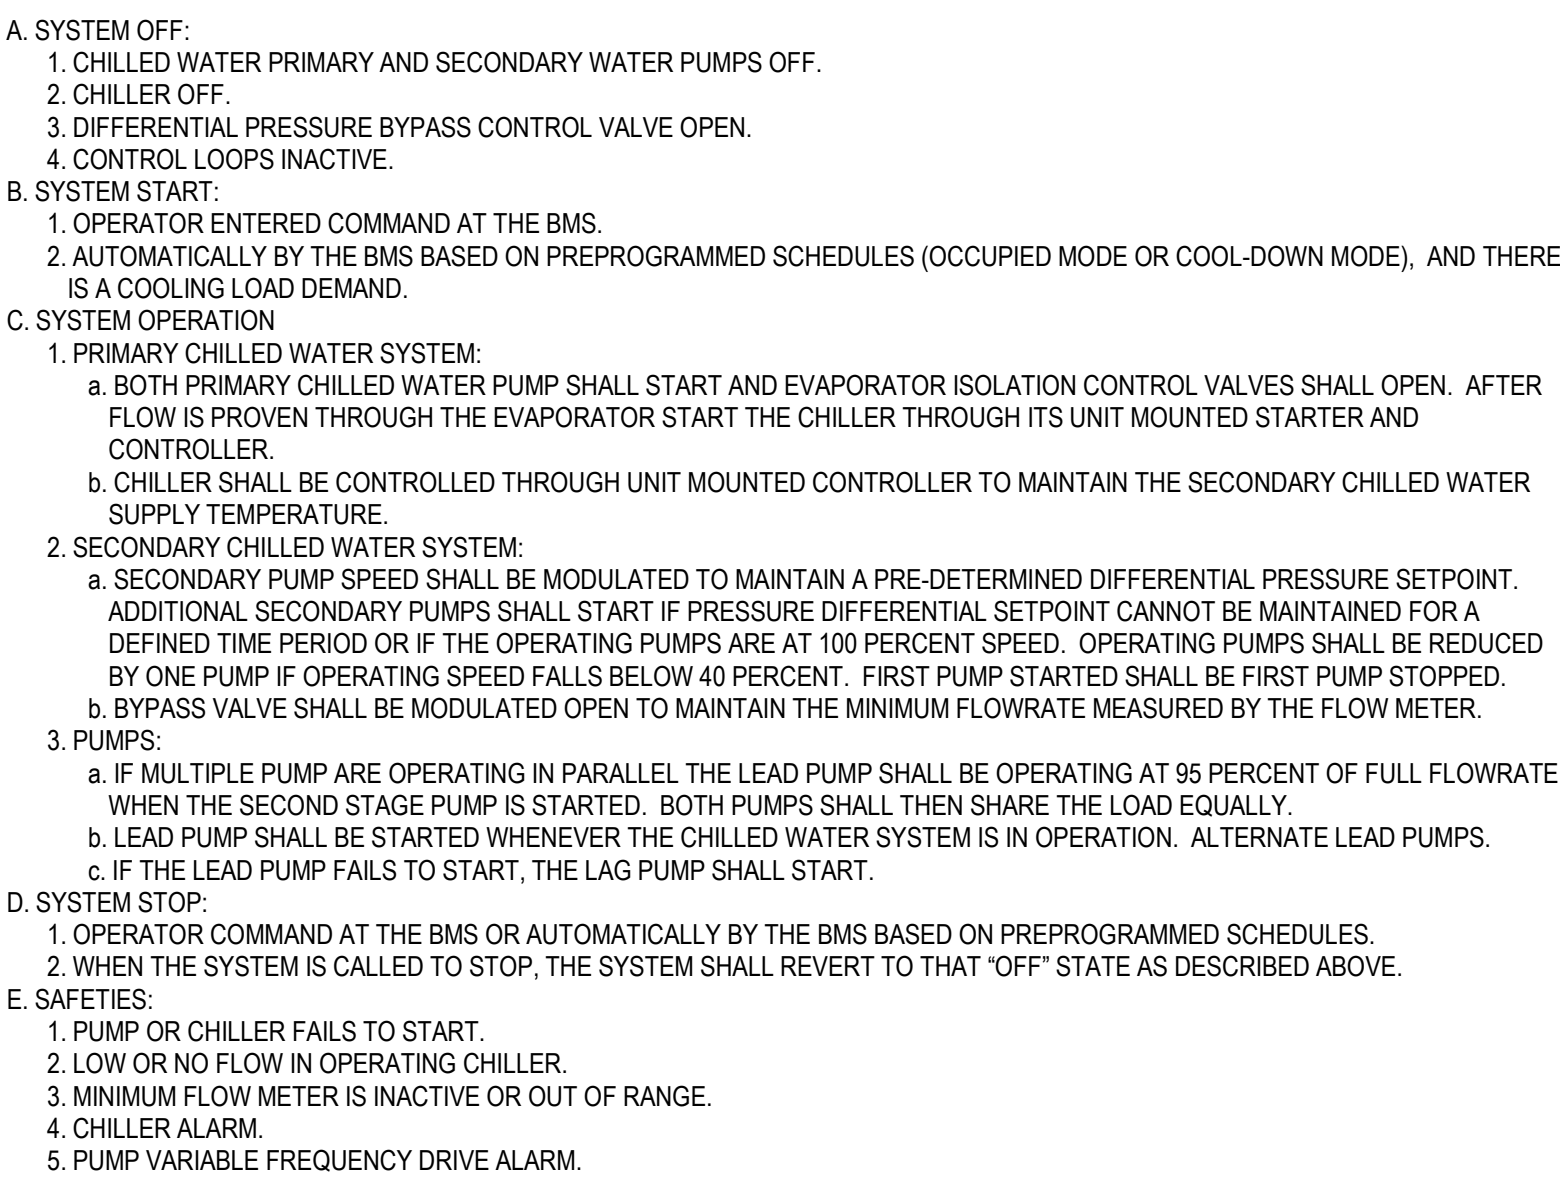 A. SYSTEM OFF:
1. CHILLED WATER PRIMARY AND SECONDARY WATER PUMPS OFF.
2. CHILLER OFF.
3. DIFFERENTIAL PRESSURE BYPASS CONTROL VALVE OPEN.
4. CONTROL LOOPS INACTIVE.
B. SYSTEM START:
1. OPERATOR ENTERED COMMAND AT THE BMS.
2. AUTOMATICALLY BY THE BMS BASED ON PREPROGRAMMED SCHEDULES (OCCUPIED MODE OR COOL-DOWN MODE), AND THERE
IS A COOLING LOAD DEMAND.
C. SYSTEM OPERATION
1. PRIMARY CHILLED WATER SYSTEM:
a. BOTH PRIMARY CHILLED WATER PUMP SHALL START AND EVAPORATOR ISOLATION CONTROL VALVES SHALL OPEN. AFTER
FLOW IS PROVEN THROUGH THE EVAPORATOR START THE CHILLER THROUGH ITS UNIT MOUNTED STARTER AND
CONTROLLER.
b. CHILLER SHALL BE CONTROLLED THROUGH UNIT MOUNTED CONTROLLER TO MAINTAIN THE SECONDARY CHILLED WATER
SUPPLY TEMPERATURE.
2. SECONDARY CHILLED WATER SYSTEM:
a. SECONDARY PUMP SPEED SHALL BE MODULATED TO MAINTAIN A PRE-DETERMINED DIFFERENTIAL PRESSURE SETPOINT.
ADDITIONAL SECONDARY PUMPS SHALL START IF PRESSURE DIFFERENTIAL SETPOINT CANNOT BE MAINTAINED FOR A
DEFINED TIME PERIOD OR IF THE OPERATING PUMPS ARE AT 100 PERCENT SPEED. OPERATING PUMPS SHALL BE REDUCED
BY ONE PUMP IF OPERATING SPEED FALLS BELOW 40 PERCENT. FIRST PUMP STARTED SHALL BE FIRST PUMP STOPPED.
b. BYPASS VALVE SHALL BE MODULATED OPEN TO MAINTAIN THE MINIMUM FLOWRATE MEASURED BY THE FLOW METER.
3. PUMPS:
a. IF MULTIPLE PUMP ARE OPERATING IN PARALLEL THE LEAD PUMP SHALL BE OPERATING AT 95 PERCENT OF FULL FLOWRATE
WHEN THE SECOND STAGE PUMP IS STARTED. BOTH PUMPS SHALL THEN SHARE THE LOAD EQUALLY.
b. LEAD PUMP SHALL BE STARTED WHENEVER THE CHILLED WATER SYSTEM IS IN OPERATION. ALTERNATE LEAD PUMPS.
c. IF THE LEAD PUMP FAILS TO START, THE LAG PUMP SHALL START.
D. SYSTEM STOP:
1. OPERATOR COMMAND AT THE BMS OR AUTOMATICALLY BY THE BMS BASED ON PREPROGRAMMED SCHEDULES.
2. WHEN THE SYSTEM IS CALLED TO STOP, THE SYSTEM SHALL REVERT TO THAT “OFF” STATE AS DESCRIBED ABOVE.
E. SAFETIES:
1. PUMP OR CHILLER FAILS TO START.
2. LOW OR NO FLOW IN OPERATING CHILLER.
3. MINIMUM FLOW METER IS INACTIVE OR OUT OF RANGE.
4. CHILLER ALARM.
5. PUMP VARIABLE FREQUENCY DRIVE ALARM.